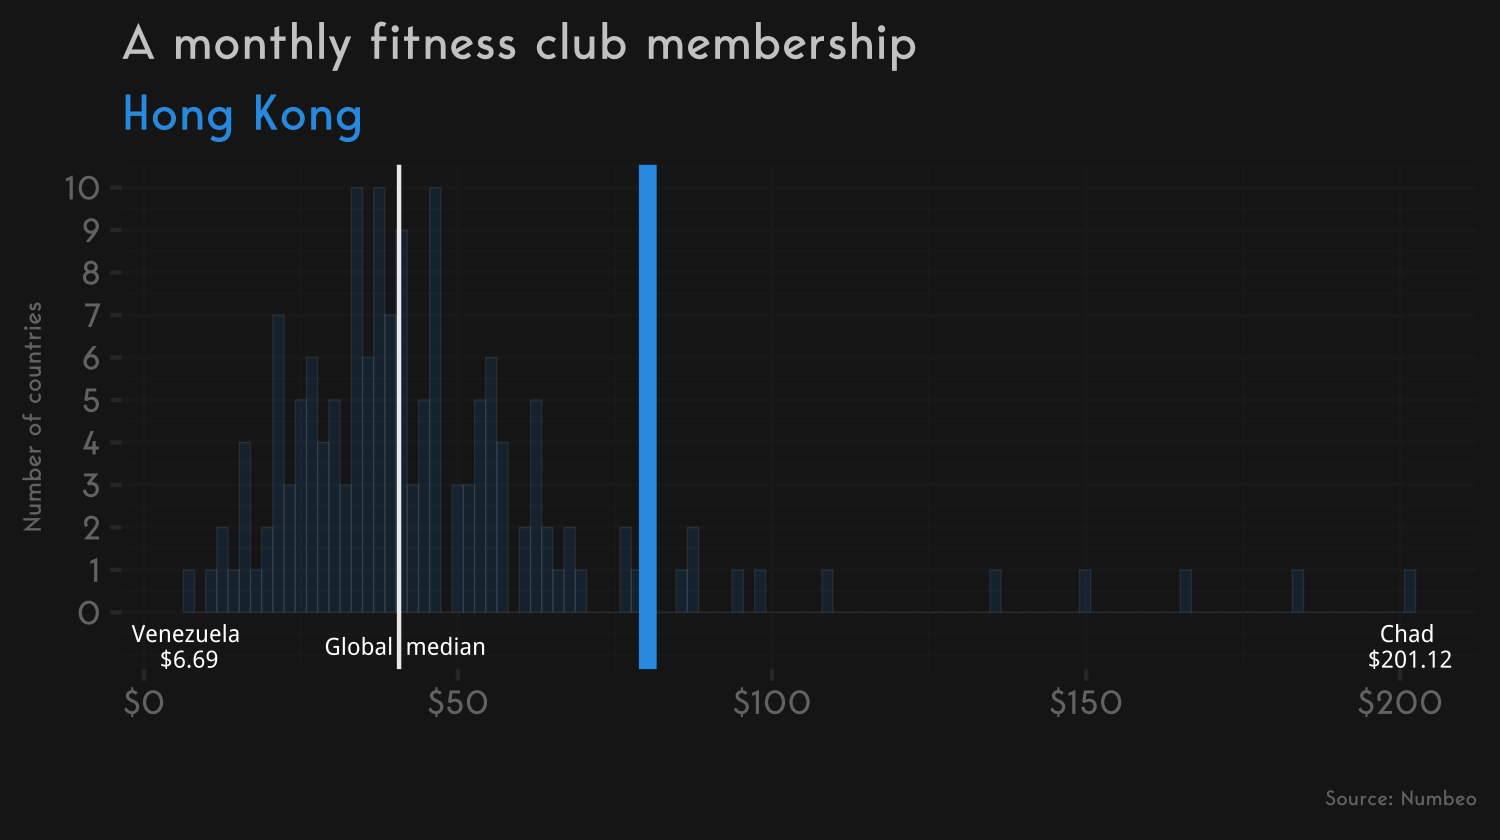 A monthly fitness club membership
Hong Kong
Number of countries
10
9
8
7
6
5
4
3
2
1
0
Venezuela
$6.69
Global median
Chad
$201.12
$0 $50 $100 $150 $200
Source: Numbeo